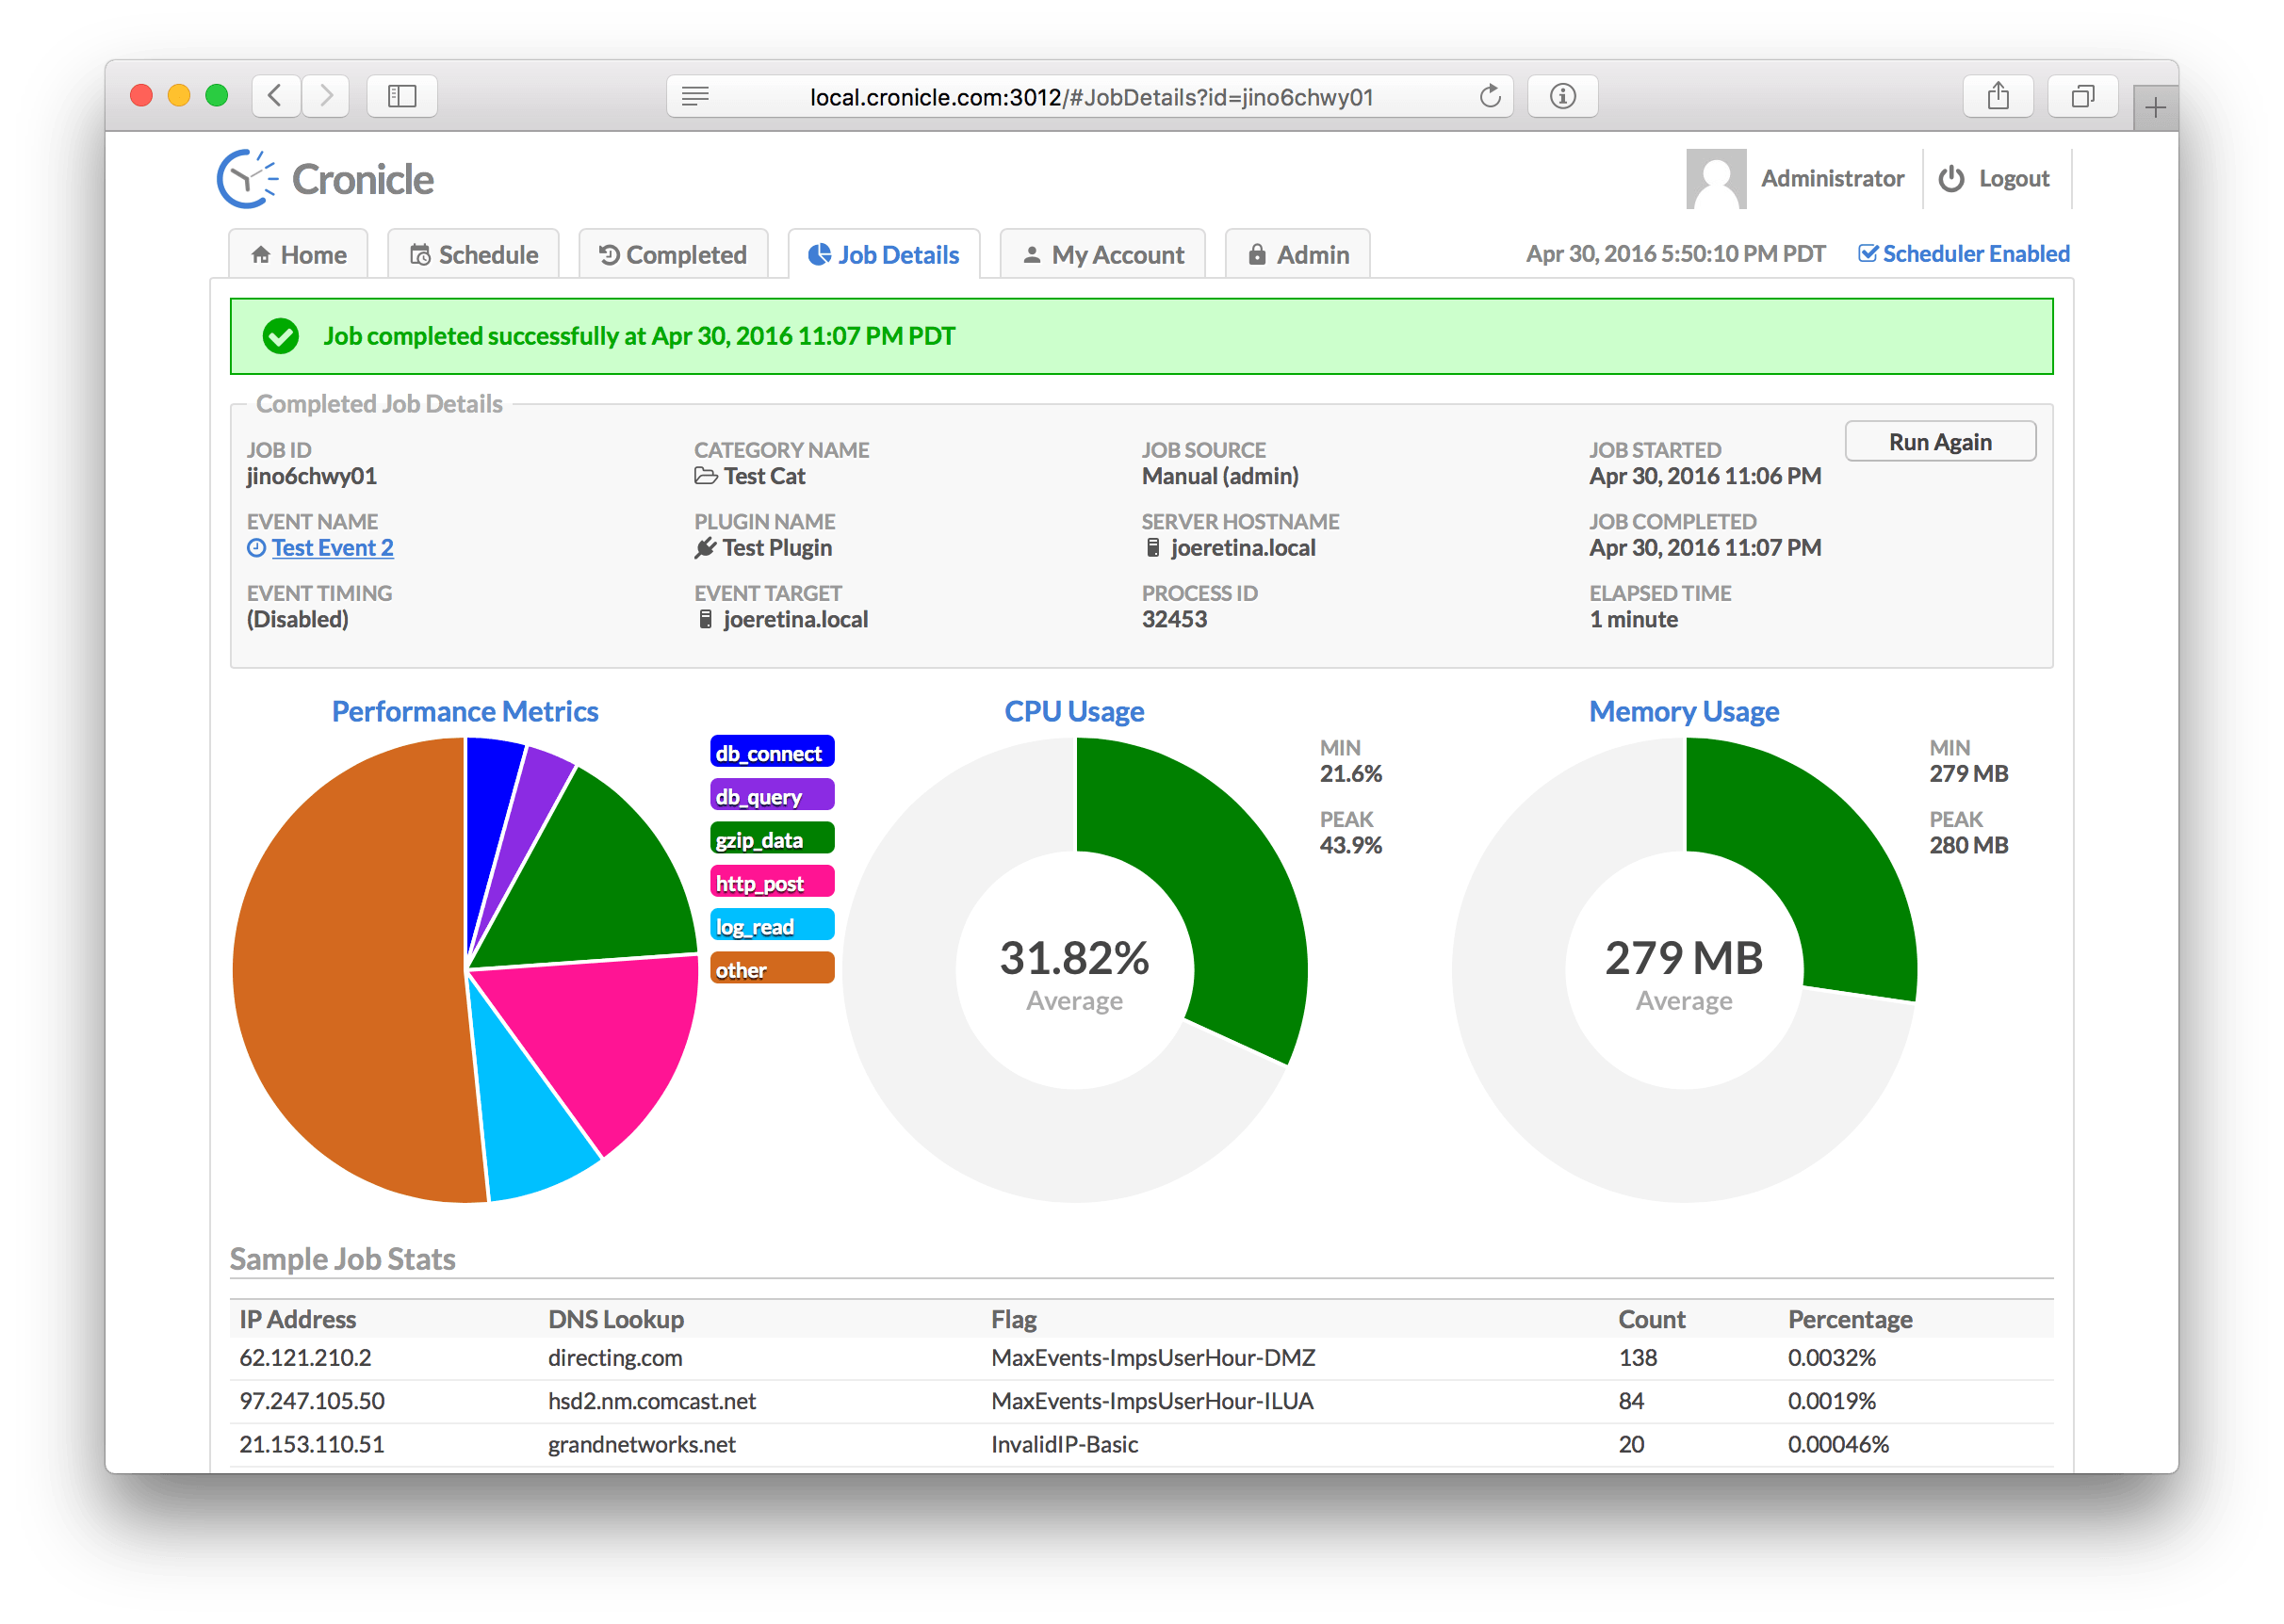 local.cronicle.com:3012/#JobDetails?id=jino6chwy01
Cronicle
Administrator
Logout
Home
Schedule
Completed
Job Details
My Account
Admin
Apr 30, 2016 5:50:10 PM PDT
Scheduler Enabled
Job completed successfully at Apr 30, 2016 11:07 PM PDT
Completed Job Details
Run Again
JOB ID
jino6chwy01
CATEGORY NAME
Test Cat
JOB SOURCE
Manual (admin)
JOB STARTED
Apr 30, 2016 11:06 PM
EVENT NAME
Test Event 2
PLUGIN NAME
Test Plugin
SERVER HOSTNAME
joeretina.local
JOB COMPLETED
Apr 30, 2016 11:07 PM
EVENT TIMING
(Disabled)
EVENT TARGET
joeretina.local
PROCESS ID
32453
ELAPSED TIME
1 minute
Performance Metrics
db_connect
db_query
gzip_data
http_post
log_read
other
CPU Usage
31.82%
Average
MIN
21.6%
PEAK
43.9%
Memory Usage
279 MB
Average
MIN
279 MB
PEAK
280 MB
Sample Job Stats
IP Address DNS Lookup Flag Count Percentage
62.121.210.2 directing.com MaxEvents-ImpsUserHour-DMZ 138 0.0032%
97.247.105.50 hsd2.nm.comcast.net MaxEvents-ImpsUserHour-ILUA 84 0.0019%
21.153.110.51 grandnetworks.net InvalidIP-Basic 20 0.00046%